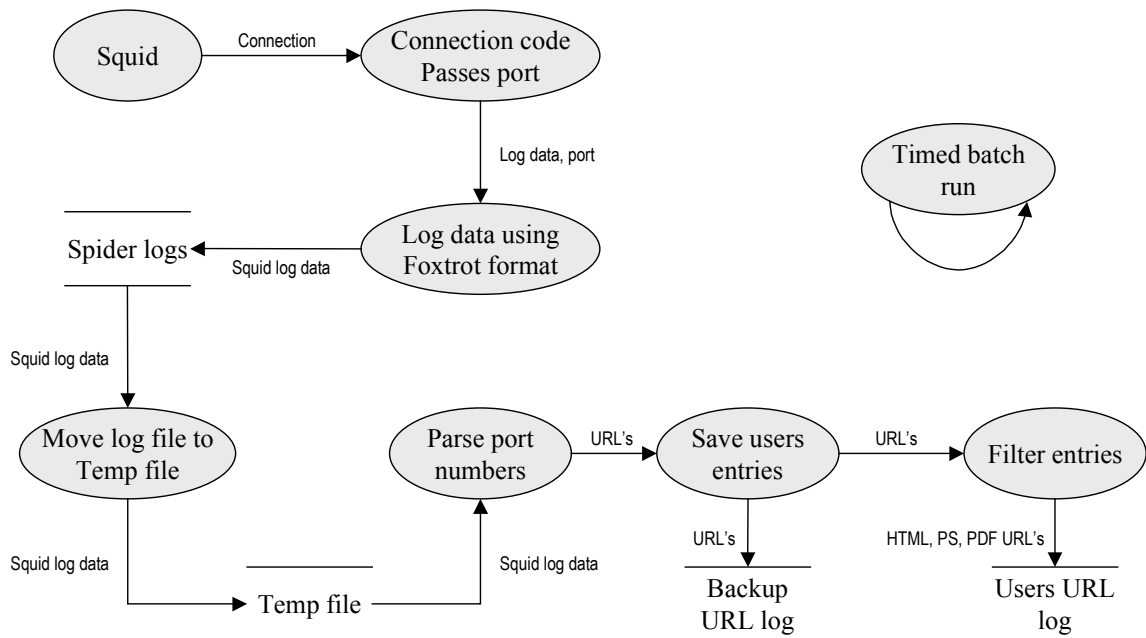 Squid
Connection
Connection code
Passes port
Log data, port
Timed batch
run
Spider logs
Squid log data
Log data using
Foxtrot format
Squid log data
Move log file to
Temp file
Parse port
numbers
URL's
Save users
entries
URL's
Filter entries
Squid log data
Temp file
Squid log data
URL's
HTML, PS, PDF URL's
Backup
URL log
Users URL
log